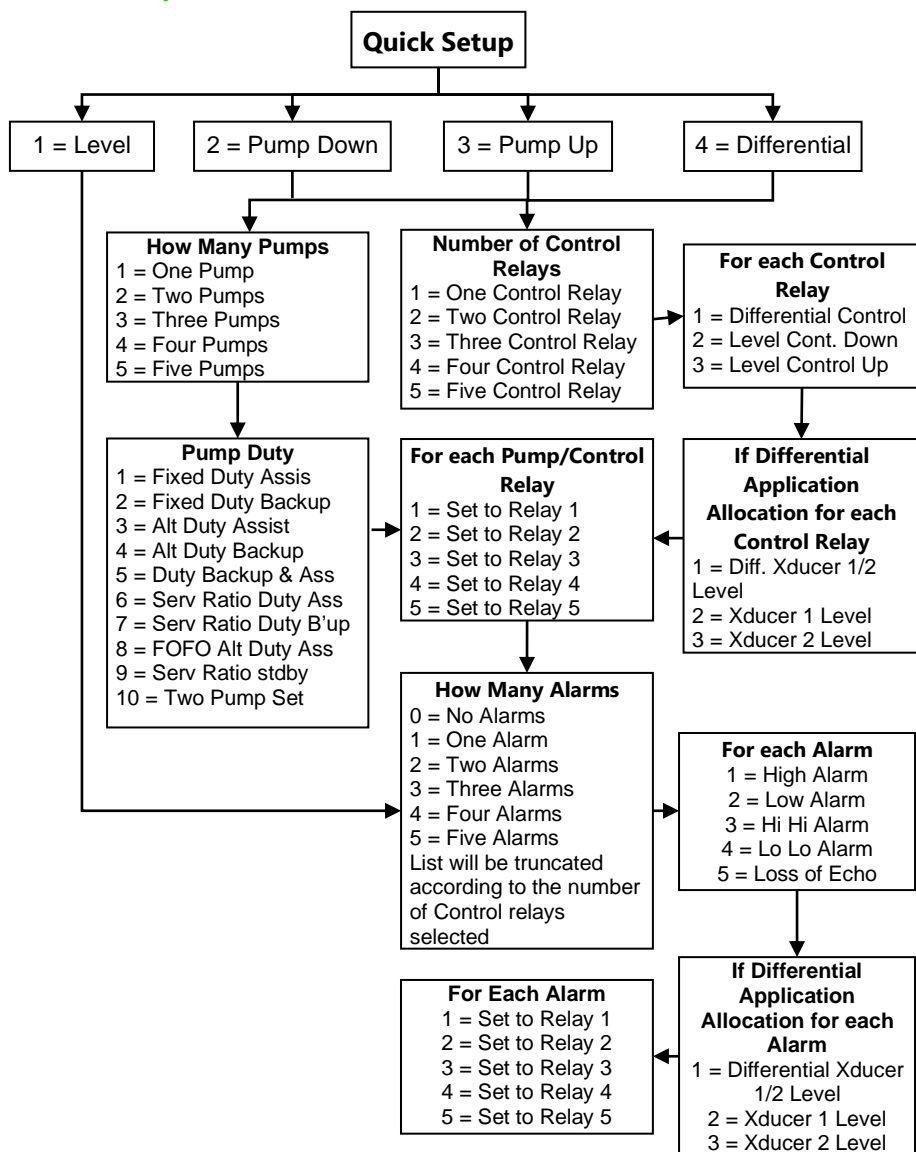 Quick Setup
1 = Level
2 = Pump Down
3 = Pump Up
4 = Differential
How Many Pumps
1 = One Pump
2 = Two Pumps
3 = Three Pumps
4 = Four Pumps
5 = Five Pumps
Number of Control
Relays
1 = One Control Relay
2 = Two Control Relay
3 = Three Control Relay
4 = Four Control Relay
5 = Five Control Relay
For each Control
Relay
1 = Differential Control
2 = Level Cont. Down
3 = Level Control Up
Pump Duty
1 = Fixed Duty Assis
2 = Fixed Duty Backup
3 = Alt Duty Assist
4 = Alt Duty Backup
5 = Duty Backup & Ass
6 = Serv Ratio Duty Ass
7 = Serv Ratio Duty B’up
8 = FOFO Alt Duty Ass
9 = Serv Ratio stdby
10 = Two Pump Set
For each Pump/Control
Relay
1 = Set to Relay 1
2 = Set to Relay 2
3 = Set to Relay 3
4 = Set to Relay 4
5 = Set to Relay 5
If Differential
Application
Allocation for each
Control Relay
1 = Diff. Xducer 1/2
Level
2 = Xducer 1 Level
3 = Xducer 2 Level
How Many Alarms
0 = No Alarms
1 = One Alarm
2 = Two Alarms
3 = Three Alarms
4 = Four Alarms
5 = Five Alarms
List will be truncated
according to the number
of Control relays
selected
For each Alarm
1 = High Alarm
2 = Low Alarm
3 = Hi Hi Alarm
4 = Lo Lo Alarm
5 = Loss of Echo
For Each Alarm
1 = Set to Relay 1
2 = Set to Relay 2
3 = Set to Relay 3
4 = Set to Relay 4
5 = Set to Relay 5
If Differential
Application
Allocation for each
Alarm
1 = Differential Xducer
1/2 Level
2 = Xducer 1 Level
3 = Xducer 2 Level